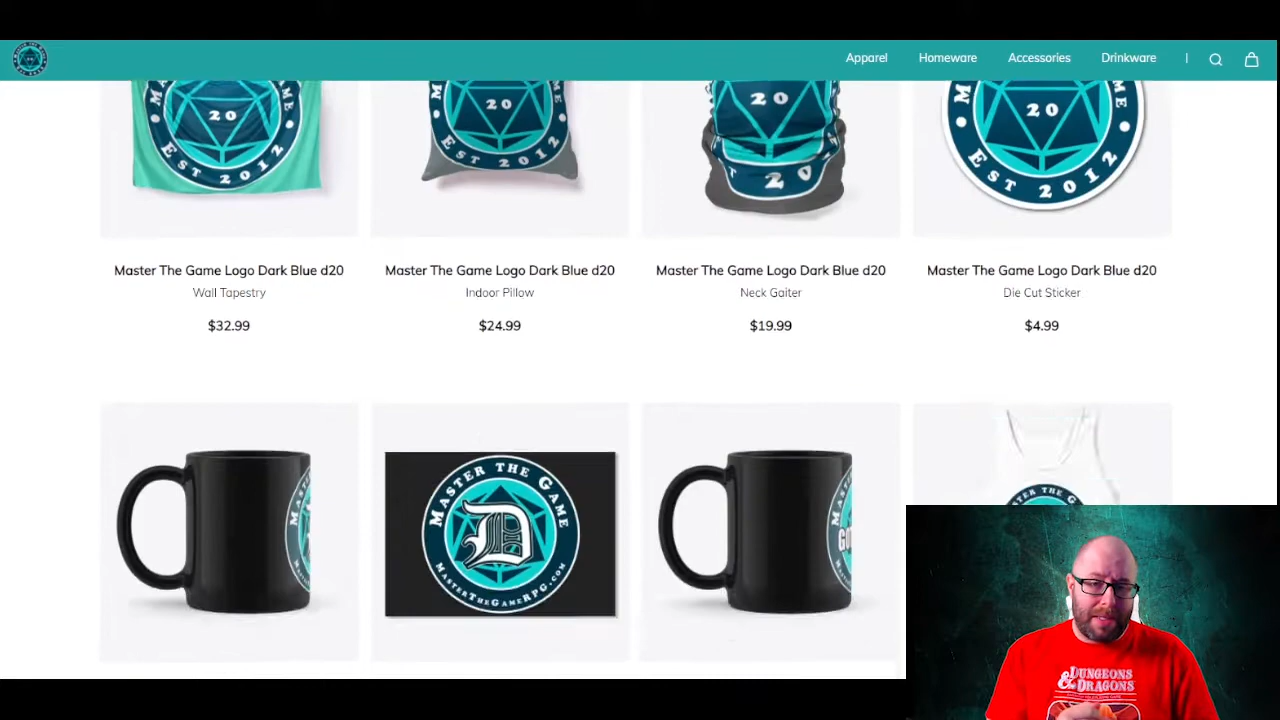 Apparel Homeware Accessories Drinkware |
20 20 20 20
EST 2012 EST 2012 20 EST 2012
Master The Game Logo Dark Blue d20 Master The Game Logo Dark Blue d20 Master The Game Logo Dark Blue d20 Master The Game Logo Dark Blue d20
Wall Tapestry Indoor Pillow Neck Gaiter Die Cut Sticker
$32.99 $24.99 $19.99 $4.99
MASTER THE GAME
D
MASTERTHEGAMERPG.COM
DUNGEONS
& DRAGONS